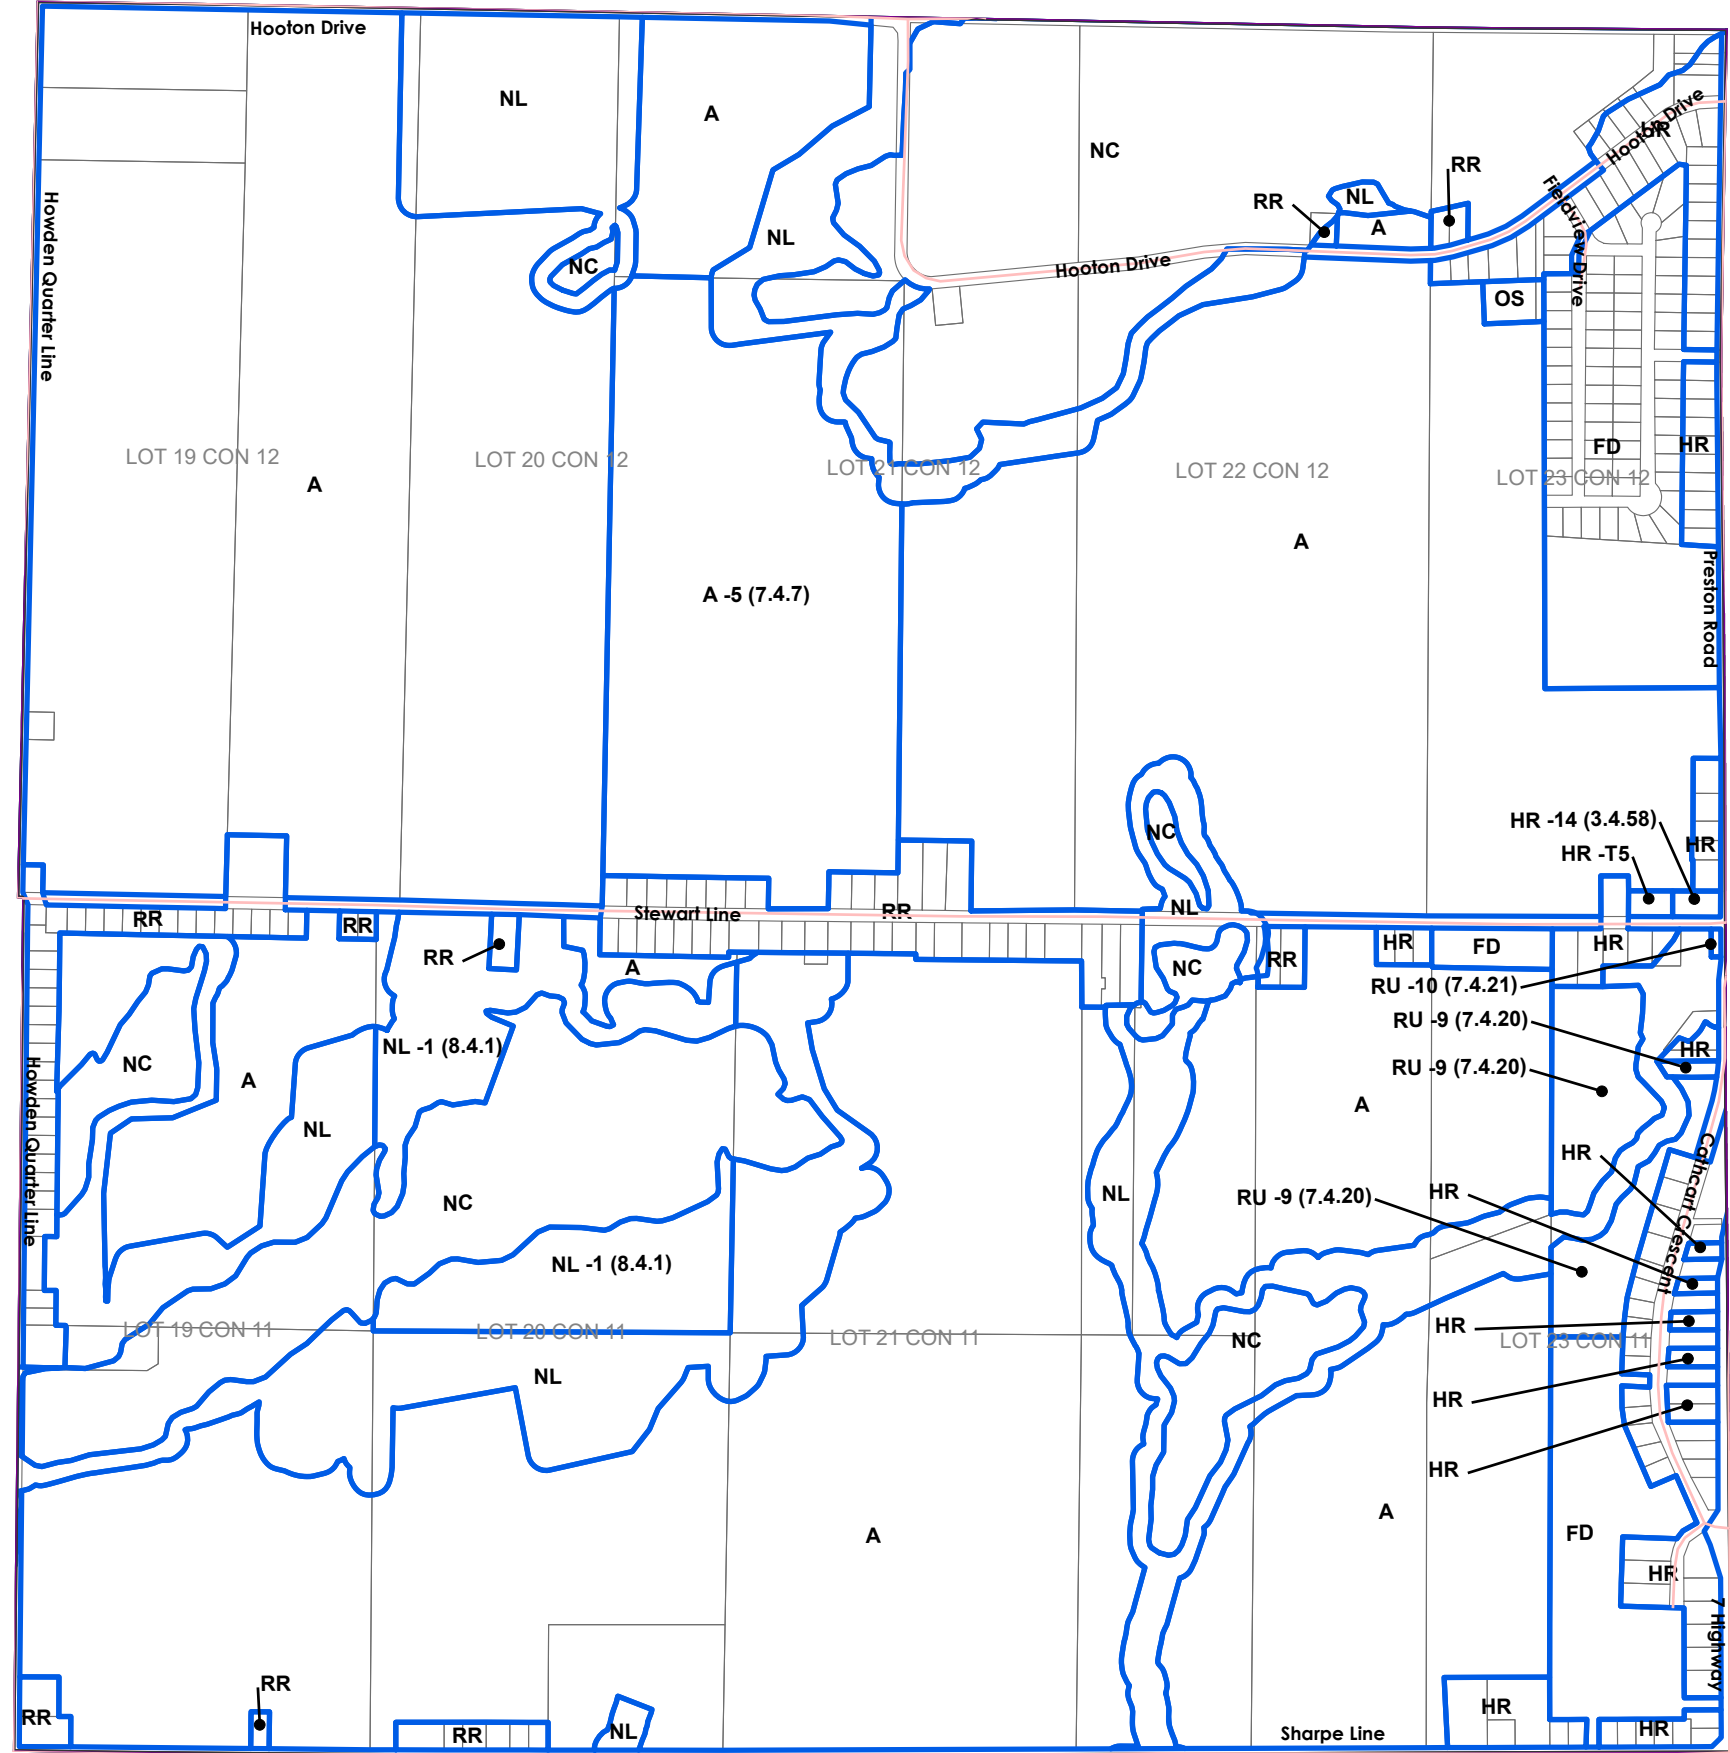 Hooton Drive
NL
A
NC
HR
Hooton Drive
RR
RR
NL
A
NL
NC
Hooton Drive
Fieldview Drive
OS
Howden Quarter Line
LOT 19 CON 12
LOT 20 CON 12
LOT 21 CON 12
LOT 22 CON 12
LOT 23 CON 12
FD
HR
A
A
A -5 (7.4.7)
Preston Road
NC
HR -14 (3.4.58)
HR -T5
HR
NL
RR
RR
Stewart Line
RR
RR
A
NC
RR
HR
FD
HR
RU -10 (7.4.21)
RU -9 (7.4.20)
NL -1 (8.4.1)
HR
NC
A
RU -9 (7.4.20)
A
NL
Howden Quarter Line
Cathcart Crescent
HR
NC
NL
RU -9 (7.4.20)
HR
NL -1 (8.4.1)
LOT 19 CON 11
LOT 20 CON 11
LOT 21 CON 11
NC
HR
LOT 23 CON 11
NL
HR
HR
A
A
FD
HR
7 Highway
RR
RR
RR
NL
Sharpe Line
HR
HR